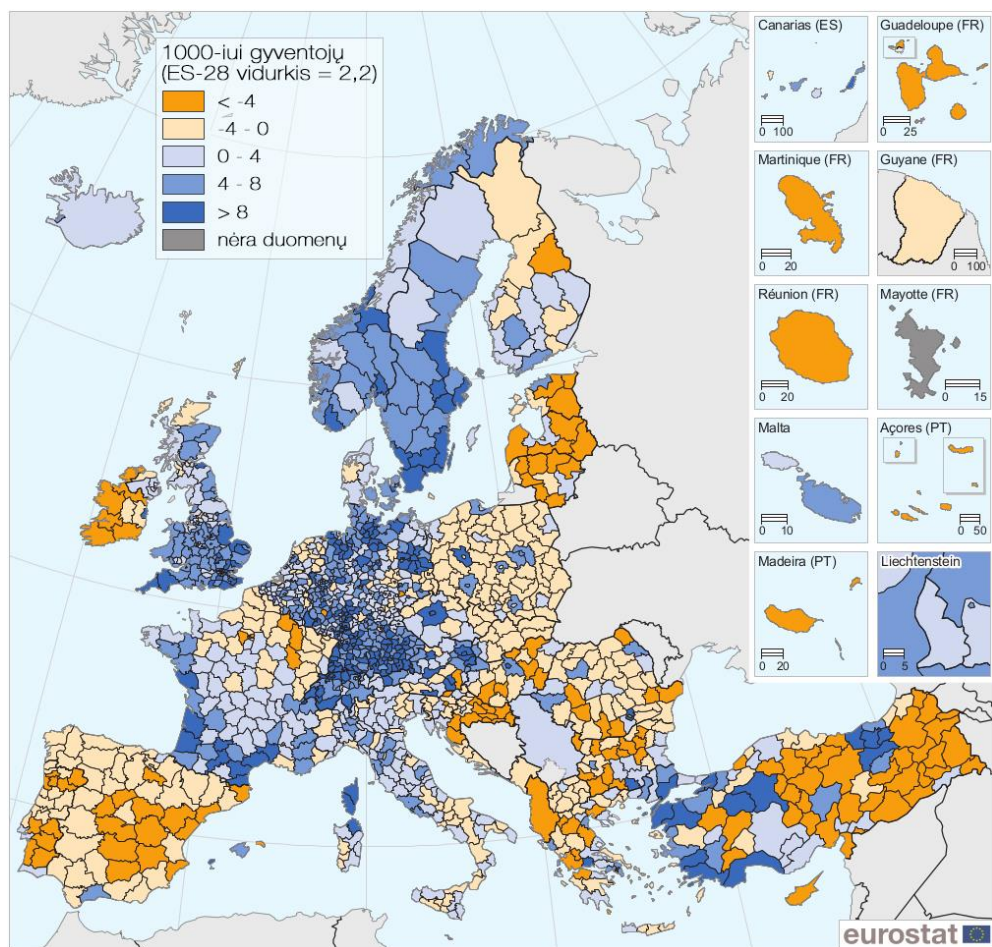 1000-iui gyventojų
(ES-28 vidurkis = 2,2)
< -4
-4 - 0
0 - 4
4 - 8
> 8
nėra duomenų
Canarias (ES)
0 100
Guadeloupe (FR)
0 25
Martinique (FR)
0 20
Guyane (FR)
0 100
Réunion (FR)
0 20
Mayotte (FR)
0 15
Malta
0 10
Açores (PT)
0 50
Madeira (PT)
0 20
Liechtenstein
0 5
eurostat